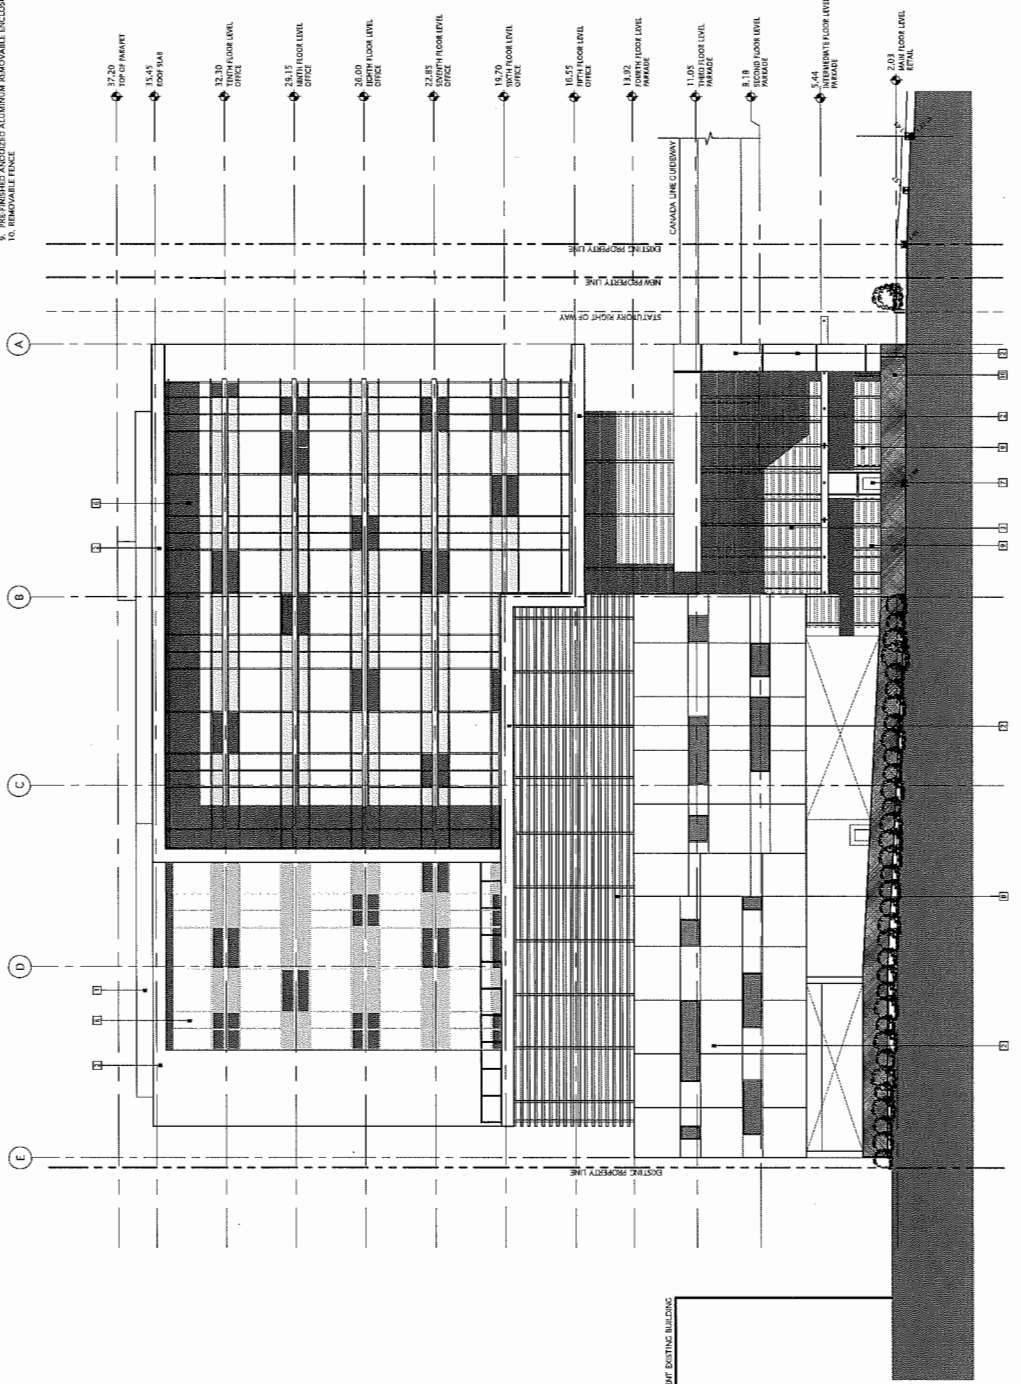 9. PRE-FINISHED ANODIZED ALUMINUM REMOVABLE
10. REMOVABLE FENCE
37.20
TOP OF PARAPET
35.45
ROOF SLAB
32.30
TENTH FLOOR LEVEL
OFFICE
29.15
NINTH FLOOR LEVEL
OFFICE
26.00
EIGHTH FLOOR LEVEL
OFFICE
22.85
SEVENTH FLOOR LEVEL
OFFICE
19.70
SIXTH FLOOR LEVEL
OFFICE
16.55
FIFTH FLOOR LEVEL
OFFICE
13.92
FOURTH FLOOR LEVEL
PARKADE
11.05
THIRD FLOOR LEVEL
PARKADE
8.18
SECOND FLOOR LEVEL
PARKADE
5.44
INTERMEDIATE FLOOR LEVEL
PARKADE
2.03
MAIN FLOOR LEVEL
RETAIL
CANADA LINE GUIDEWAY
EXISTING PROPERTY LINE
NEW PROPERTY LINE
STATUTORY RIGHT OF WAY
A
B
C
D
E
EXISTING PROPERTY LINE
EXISTING BUILDING